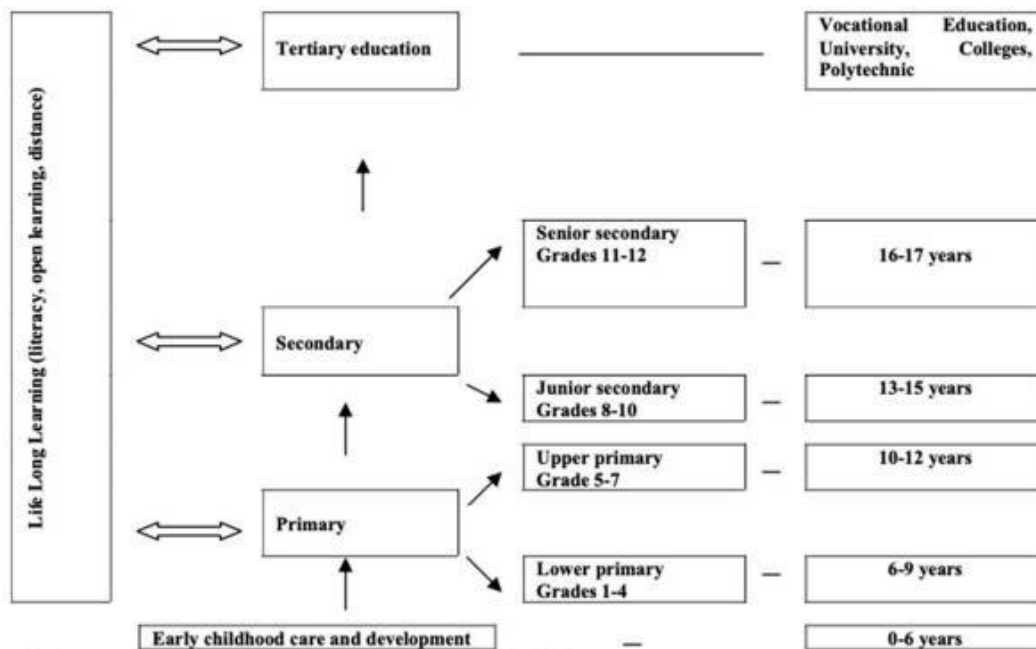 Life Long Learning (literacy, open learning, distance)
Tertiary education
Vocational Education,
University, Colleges,
Polytechnic
Senior secondary
Grades 11-12
16-17 years
Secondary
Junior secondary
Grades 8-10
13-15 years
Upper primary
Grade 5-7
10-12 years
Primary
Lower primary
Grades 1-4
6-9 years
Early childhood care and development
0-6 years